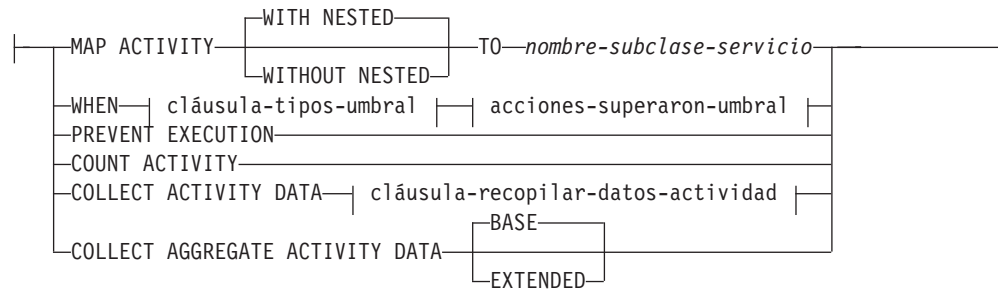 WITH NESTED
MAP ACTIVITY TO nombre-subclase-servicio
WITHOUT NESTED
WHEN cláusula-tipos-umbral acciones-superaron-umbral
PREVENT EXECUTION
COUNT ACTIVITY
COLLECT ACTIVITY DATA cláusula-recopilar-datos-actividad
BASE
COLLECT AGGREGATE ACTIVITY DATA
EXTENDED